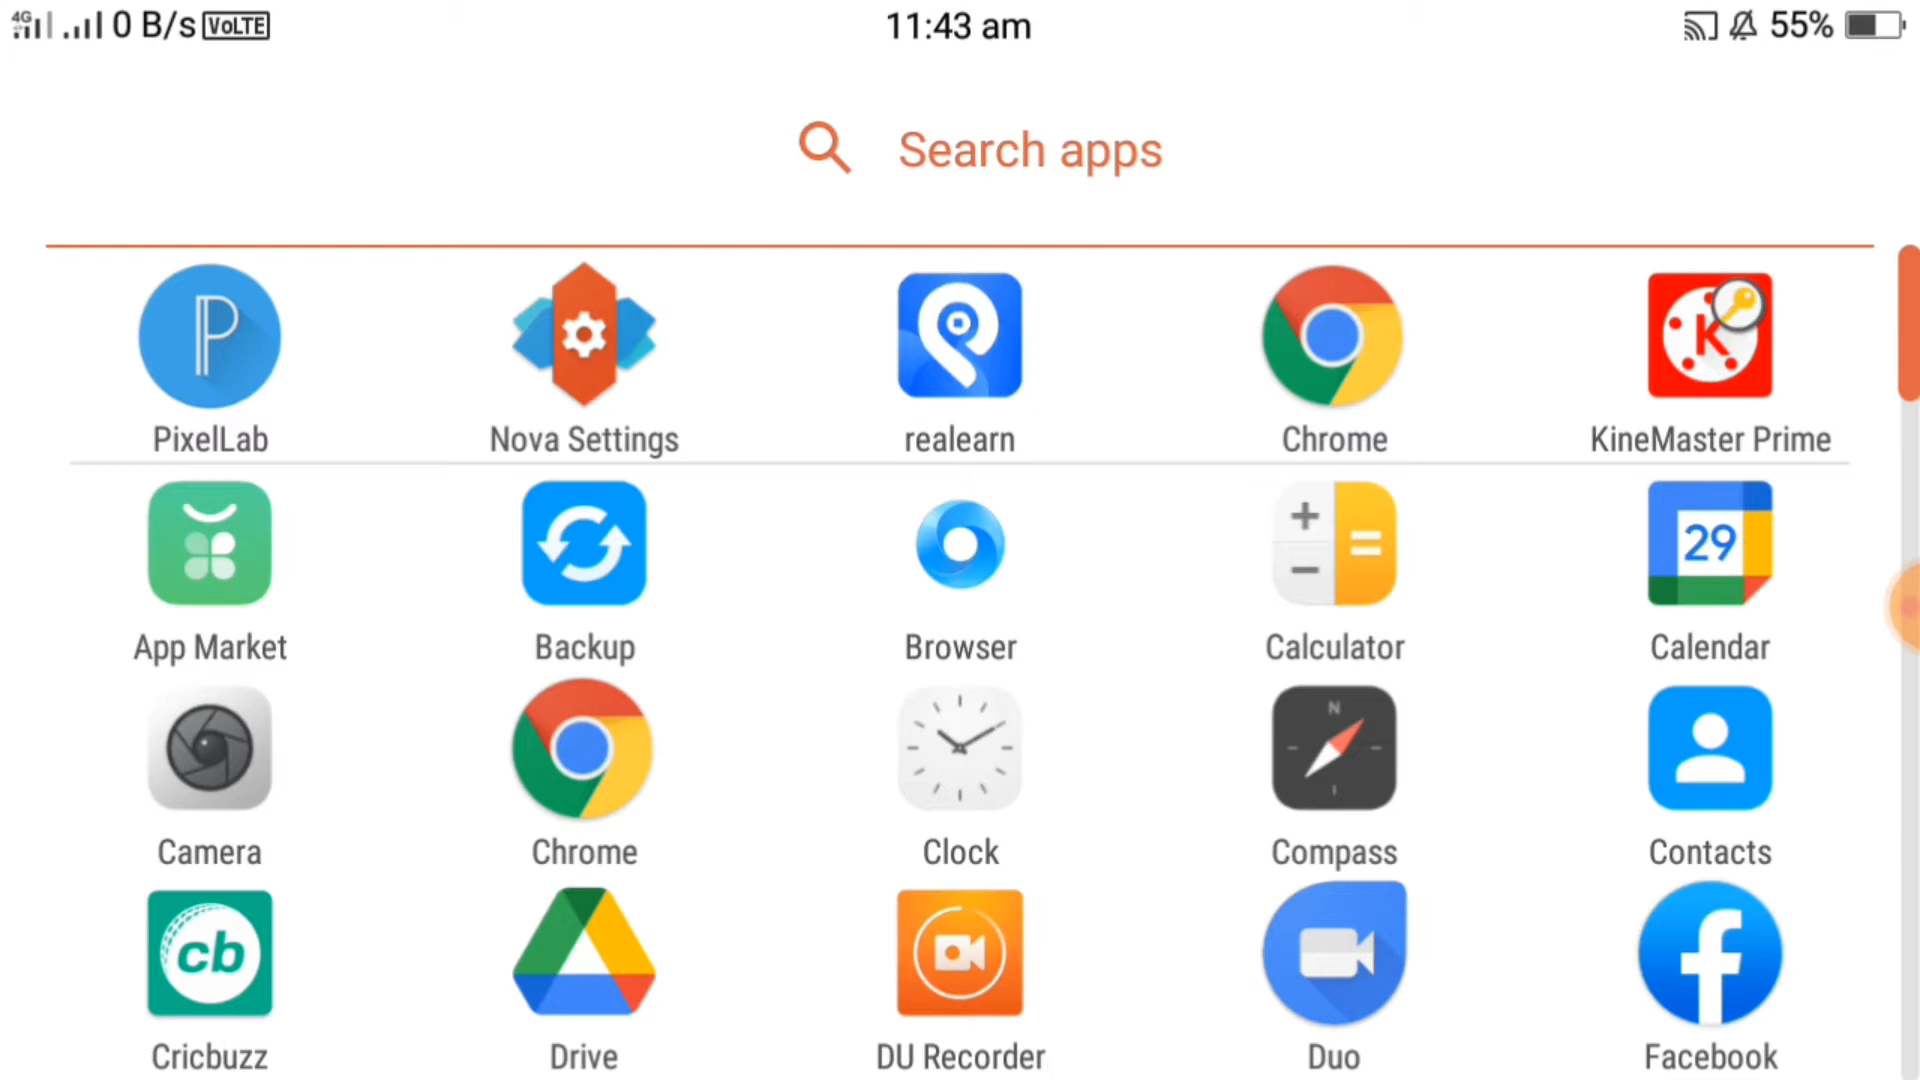 4G 0 B/s VoLTE 11:43 am 55%
Search apps
P K
PixelLab Nova Settings realearn Chrome KineMaster Prime
+ − = 29
App Market Backup Browser Calculator Calendar
N
Camera Chrome Clock Compass Contacts
cb f
Cricbuzz Drive DU Recorder Duo Facebook